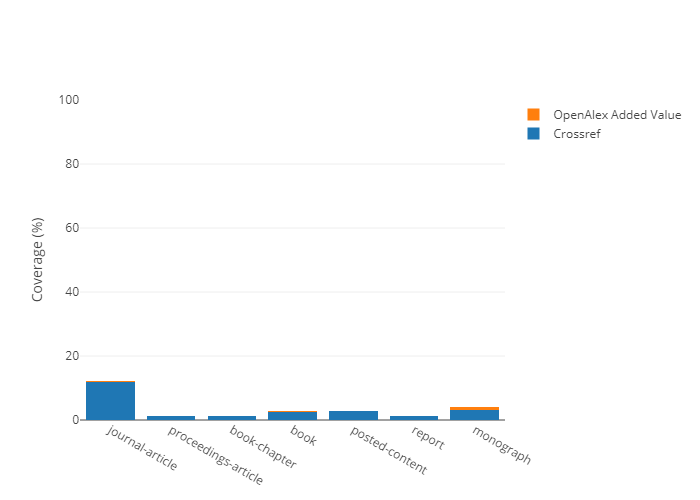 100
80
60
40
20
0
Coverage (%)
journal-article
proceedings-article
book-chapter
book
posted-content
report
monograph
OpenAlex Added Value
Crossref